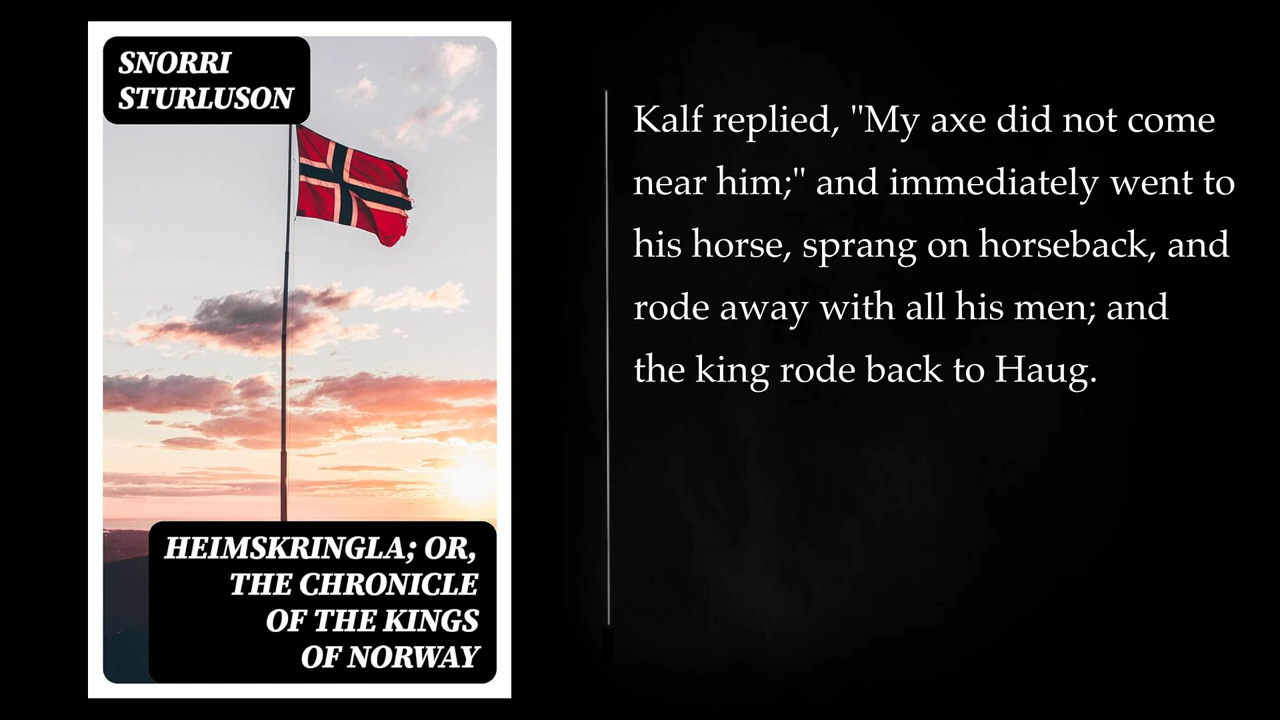 SNORRI
STURLUSON
HEIMSKRINGLA; OR,
THE CHRONICLE
OF THE KINGS
OF NORWAY
Kalf replied, "My axe did not come
near him;" and immediately went to
his horse, sprang on horseback, and
rode away with all his men; and
the king rode back to Haug.